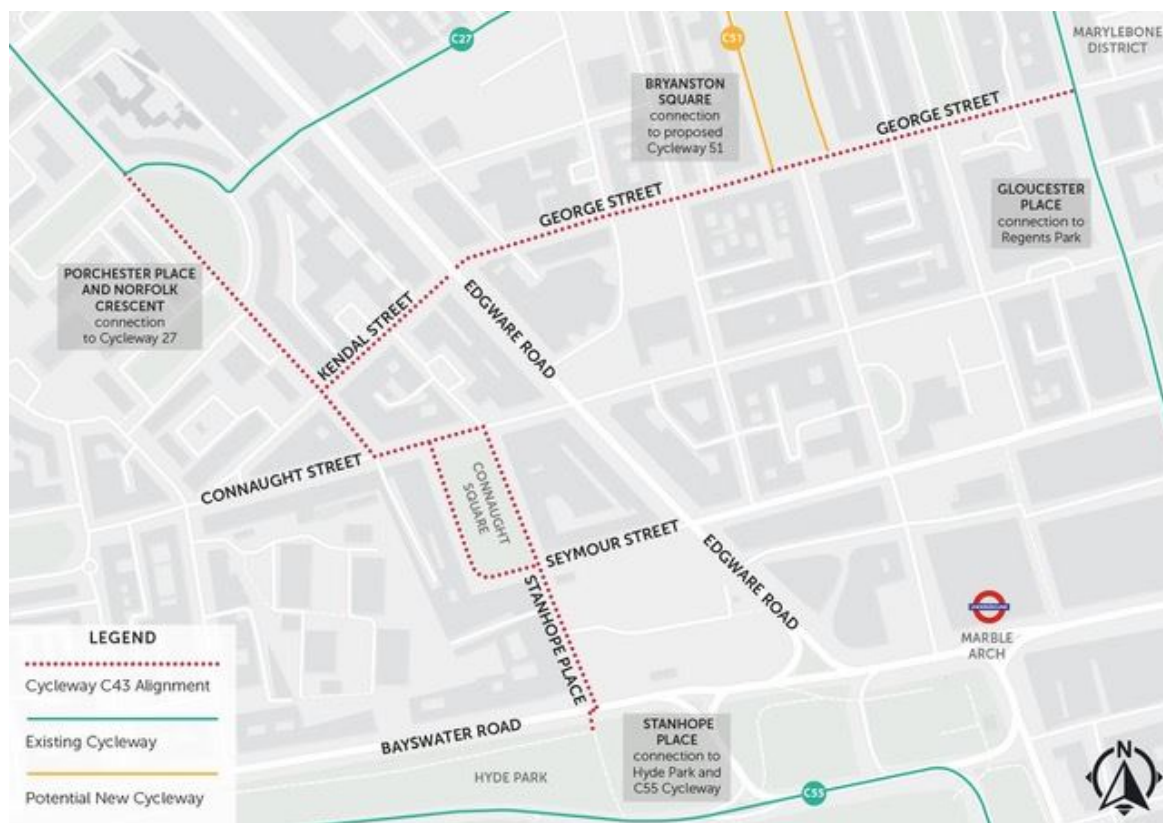 C27
C51
MARYLEBONE
DISTRICT
BRYANSTON
SQUARE
connection
to proposed
Cycleway 51
GEORGE STREET
GEORGE STREET
GLOUCESTER
PLACE
connection to
Regents Park
PORCHESTER PLACE
AND NORFOLK
CRESCENT
connection
to Cycleway 27
KENDAL STREET
EDGWARE ROAD
CONNAUGHT STREET
CONNAUGHT
SQUARE
SEYMOUR STREET
EDGWARE ROAD
STANHOPE PLACE
UNDERGROUND
MARBLE
ARCH
BAYSWATER ROAD
STANHOPE
PLACE
connection to
Hyde Park and
C55 Cycleway
HYDE PARK
C55
N
LEGEND
Cycleway C43 Alignment
Existing Cycleway
Potential New Cycleway